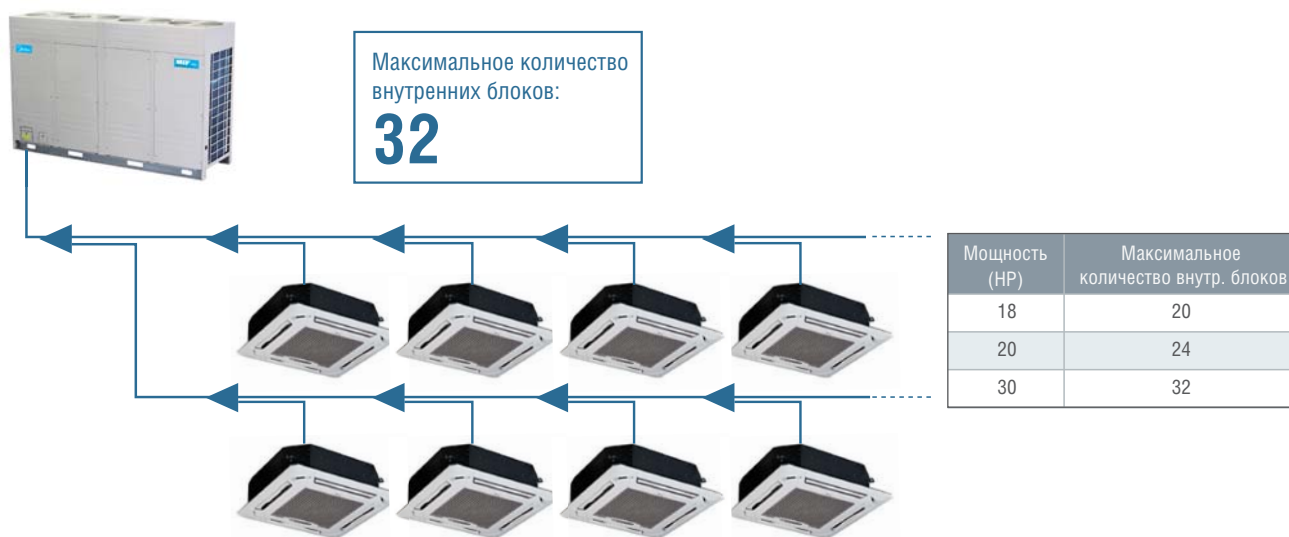 Максимальное количество
внутренних блоков:
32
Мощность
(HP)
Максимальное
количество внутр. блоков
18 20
20 24
30 32